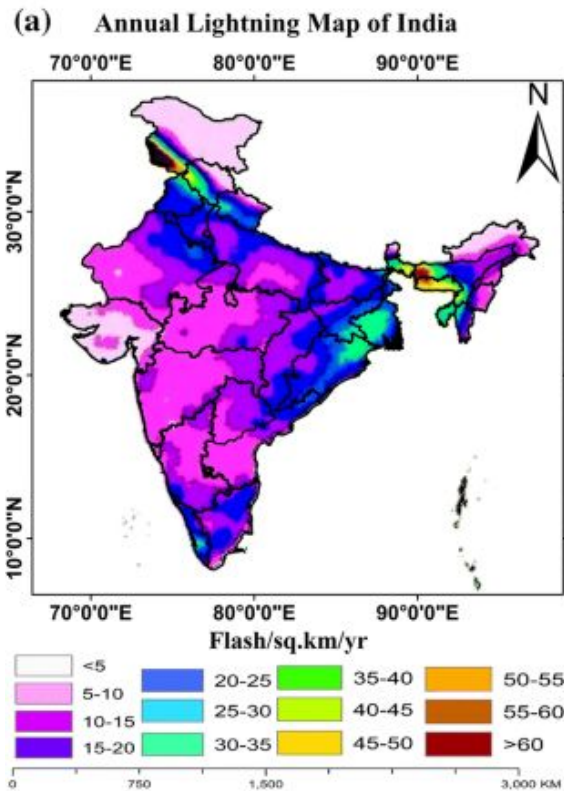 (a) Annual Lightning Map of India
70°0'0"E 80°0'0"E 90°0'0"E
N
30°0'0"N
20°0'0"N
10°0'0"N
70°0'0"E 80°0'0"E 90°0'0"E
Flash/sq.km/yr
<5
5-10
10-15
15-20
20-25
25-30
30-35
35-40
40-45
45-50
50-55
55-60
>60
0 750 1,500 3,000 KM